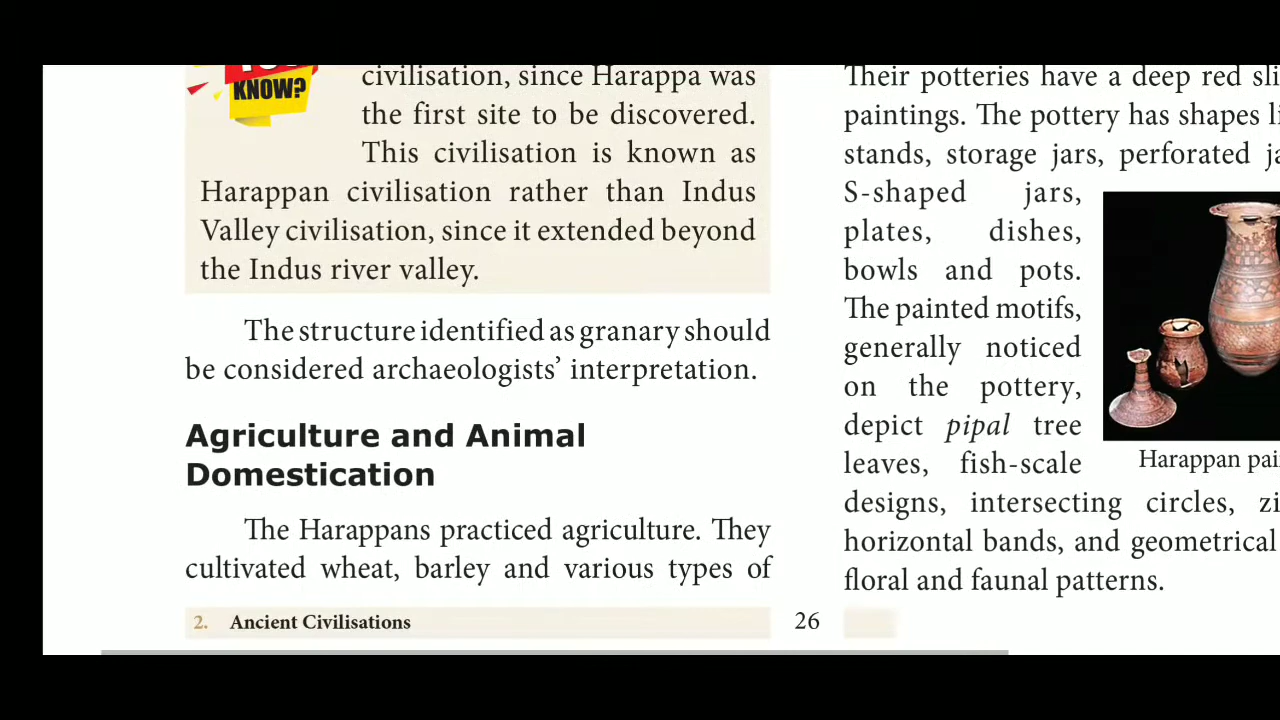 KNOW?
civilisation, since Harappa was
the first site to be discovered.
This civilisation is known as
Harappan civilisation rather than Indus
Valley civilisation, since it extended beyond
the Indus river valley.
The structure identified as granary should
be considered archaeologists’ interpretation.
Agriculture and Animal
Domestication
The Harappans practiced agriculture. They
cultivated wheat, barley and various types of
2. Ancient Civilisations
26
Their potteries have a deep red
paintings. The pottery has shapes
stands, storage jars, perforated
S-shaped jars,
plates, dishes,
bowls and pots.
The painted motifs,
generally noticed
on the pottery,
depict pipal tree
leaves, fish-scale
designs, intersecting circles,
horizontal bands, and geometrical
floral and faunal patterns.
Harappan